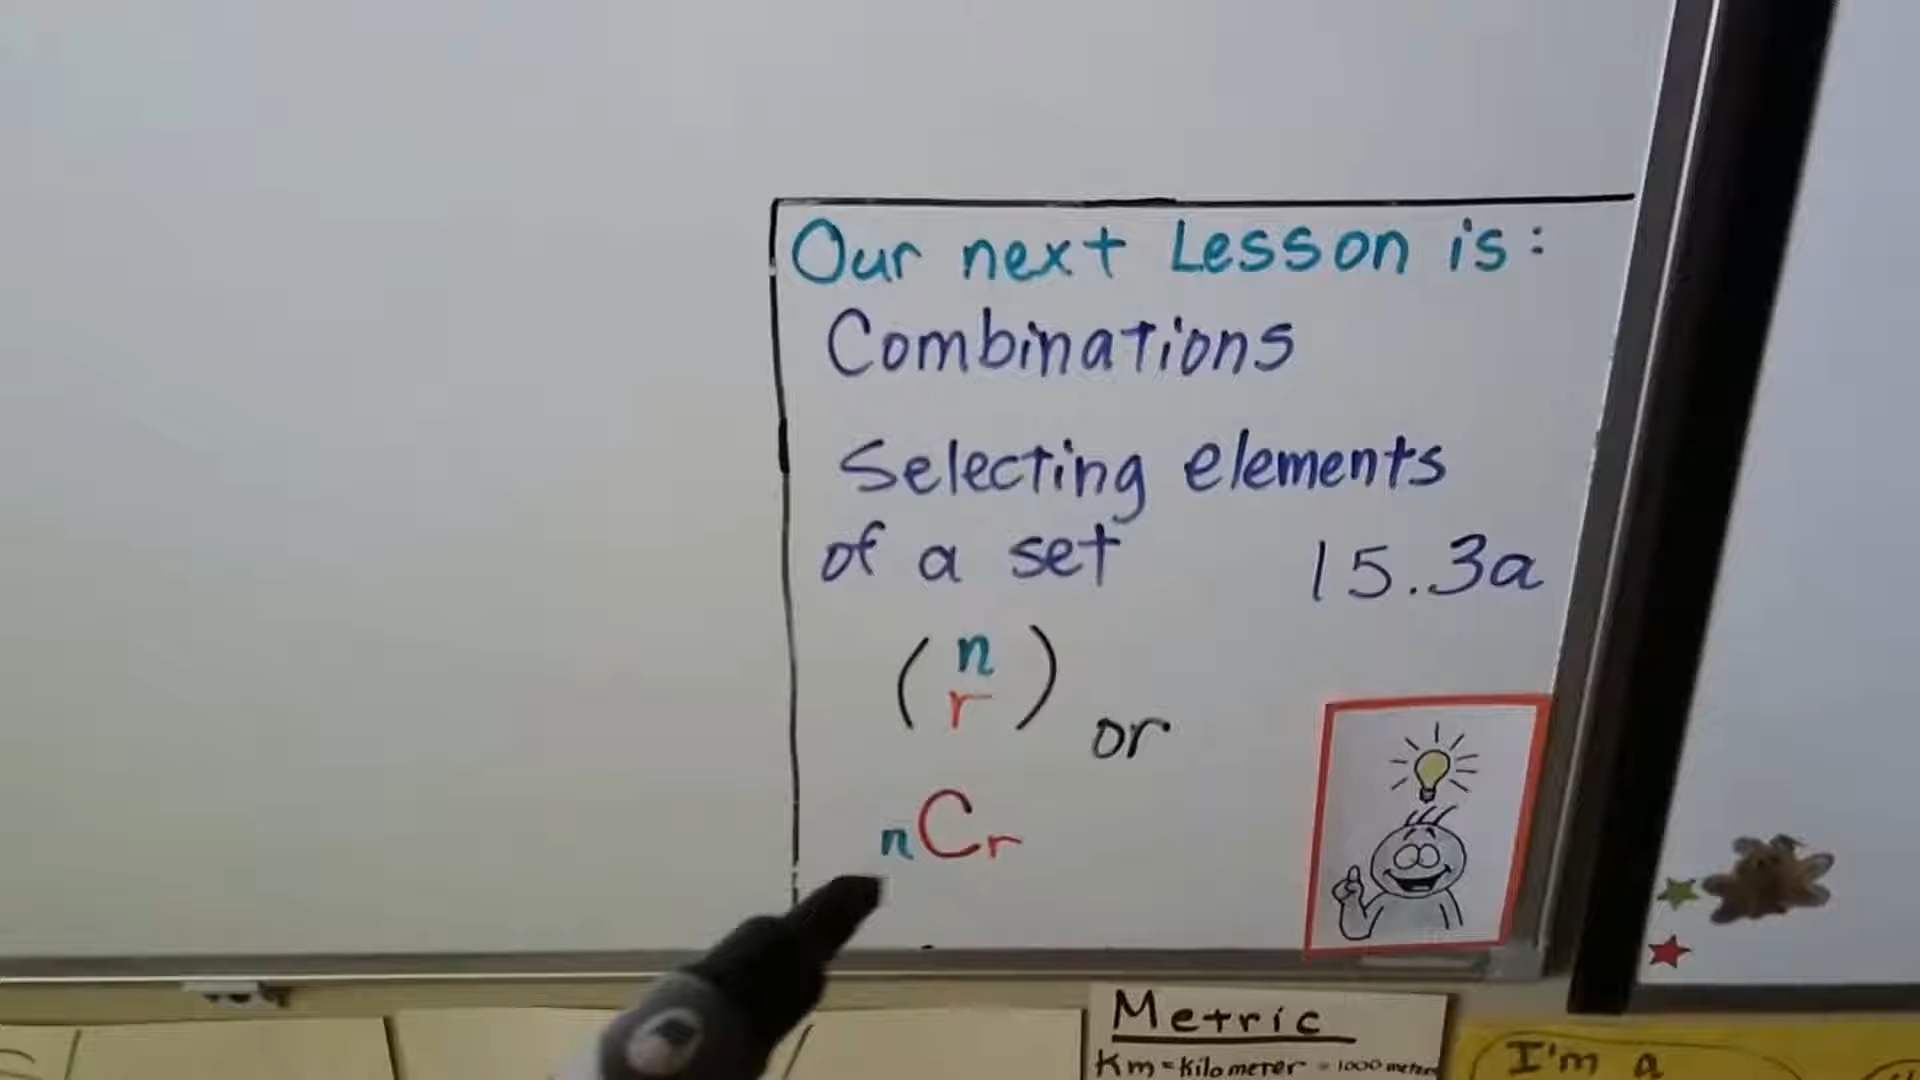 Our next Lesson is:
Combinations
Selecting elements
of a set 15.3a
(n
r) or
nCr
Metric
Km = Kilometer = 1000 meters
I'm a